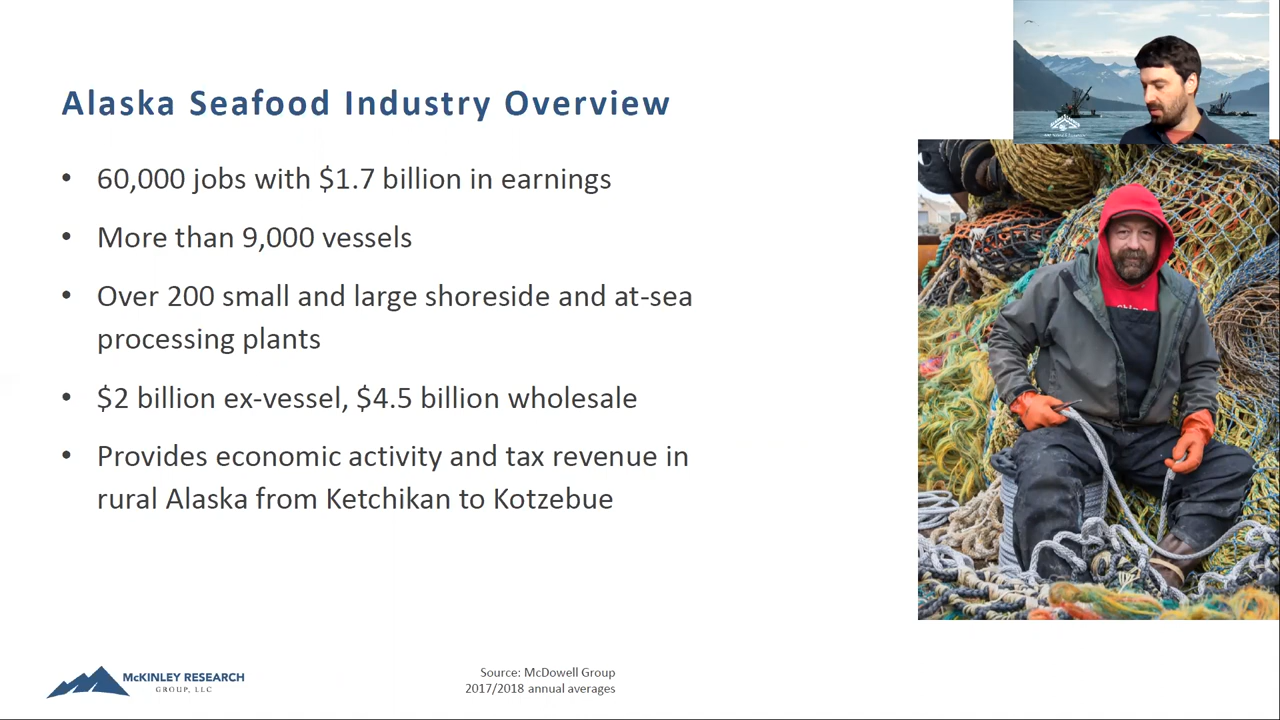 Alaska Seafood Industry Overview
• 60,000 jobs with $1.7 billion in earnings
• More than 9,000 vessels
• Over 200 small and large shoreside and at-sea
processing plants
• $2 billion ex-vessel, $4.5 billion wholesale
• Provides economic activity and tax revenue in
rural Alaska from Ketchikan to Kotzebue
McKINLEY RESEARCH
GROUP, LLC
Source: McDowell Group
2017/2018 annual averages